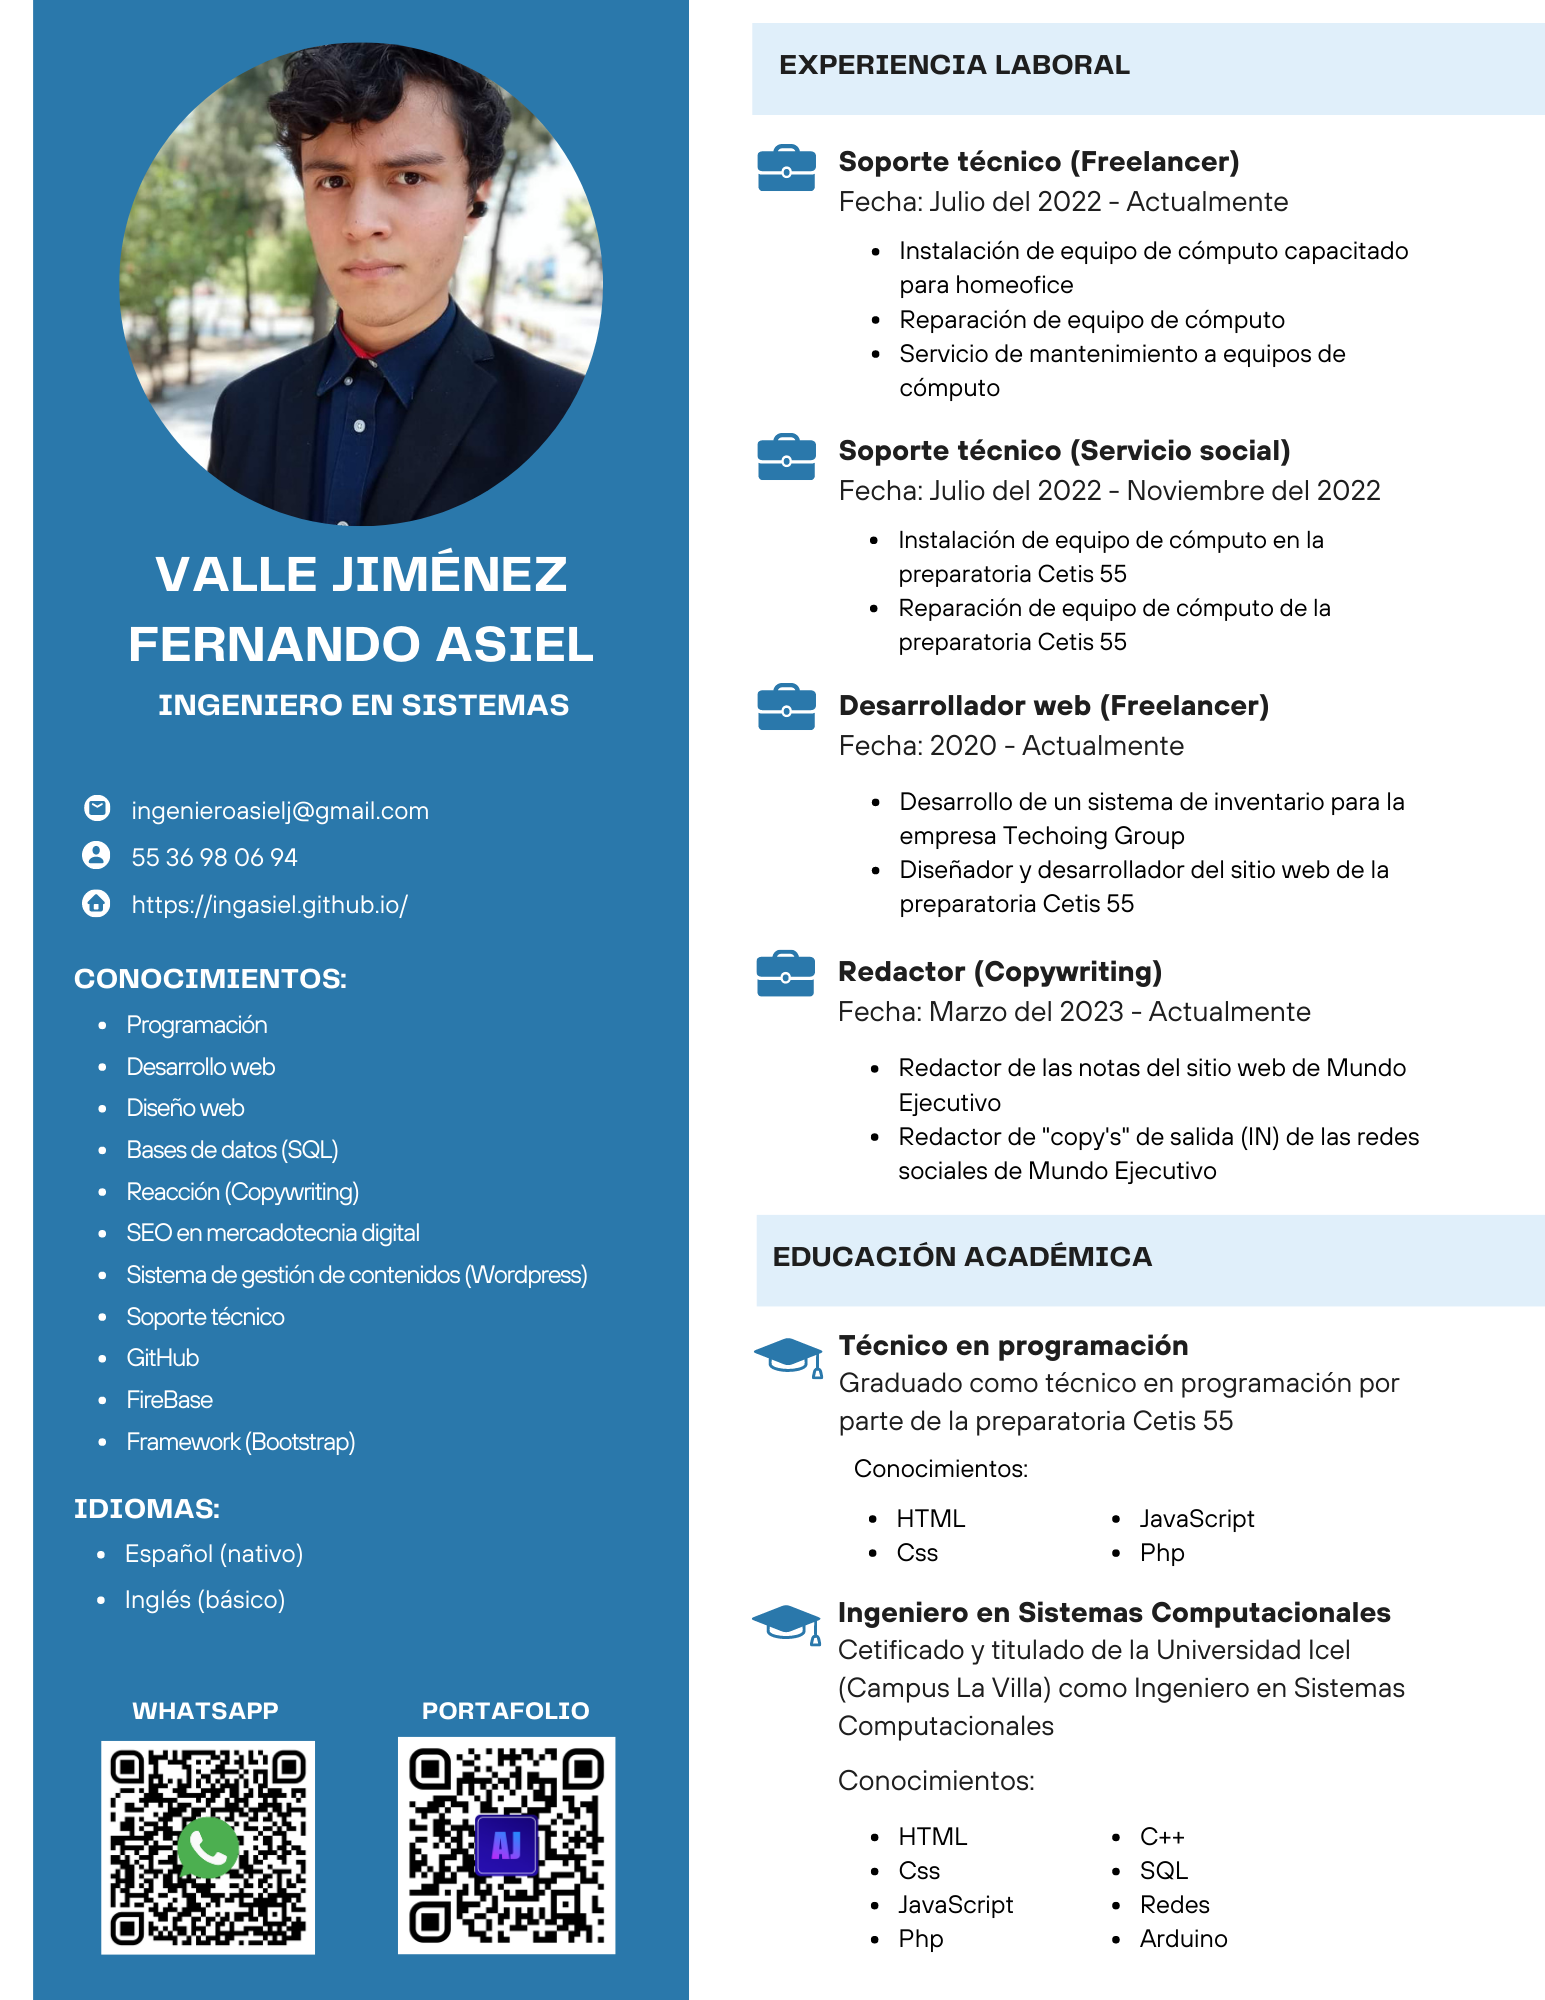 VALLE JIMÉNEZ
FERNANDO ASIEL
INGENIERO EN SISTEMAS
ingenieroasielj@gmail.com
55 36 98 06 94
https://ingasiel.github.io/
CONOCIMIENTOS:
• Programación
• Desarrollo web
• Diseño web
• Bases de datos (SQL)
• Reacción (Copywriting)
• SEO en mercadotecnia digital
• Sistema de gestión de contenidos (Wordpress)
• Soporte técnico
• GitHub
• FireBase
• Framework (Bootstrap)
IDIOMAS:
• Español (nativo)
• Inglés (básico)
WHATSAPP
PORTAFOLIO
AJ
EXPERIENCIA LABORAL
Soporte técnico (Freelancer)
Fecha: Julio del 2022 - Actualmente
• Instalación de equipo de cómputo capacitado
para homeofice
• Reparación de equipo de cómputo
• Servicio de mantenimiento a equipos de
cómputo
Soporte técnico (Servicio social)
Fecha: Julio del 2022 - Noviembre del 2022
• Instalación de equipo de cómputo en la
preparatoria Cetis 55
• Reparación de equipo de cómputo de la
preparatoria Cetis 55
Desarrollador web (Freelancer)
Fecha: 2020 - Actualmente
• Desarrollo de un sistema de inventario para la
empresa Techoing Group
• Diseñador y desarrollador del sitio web de la
preparatoria Cetis 55
Redactor (Copywriting)
Fecha: Marzo del 2023 - Actualmente
• Redactor de las notas del sitio web de Mundo
Ejecutivo
• Redactor de "copy's" de salida (IN) de las redes
sociales de Mundo Ejecutivo
EDUCACIÓN ACADÉMICA
Técnico en programación
Graduado como técnico en programación por
parte de la preparatoria Cetis 55
Conocimientos:
• HTML
• Css
• JavaScript
• Php
Ingeniero en Sistemas Computacionales
Cetificado y titulado de la Universidad Icel
(Campus La Villa) como Ingeniero en Sistemas
Computacionales
Conocimientos:
• HTML
• Css
• JavaScript
• Php
• C++
• SQL
• Redes
• Arduino